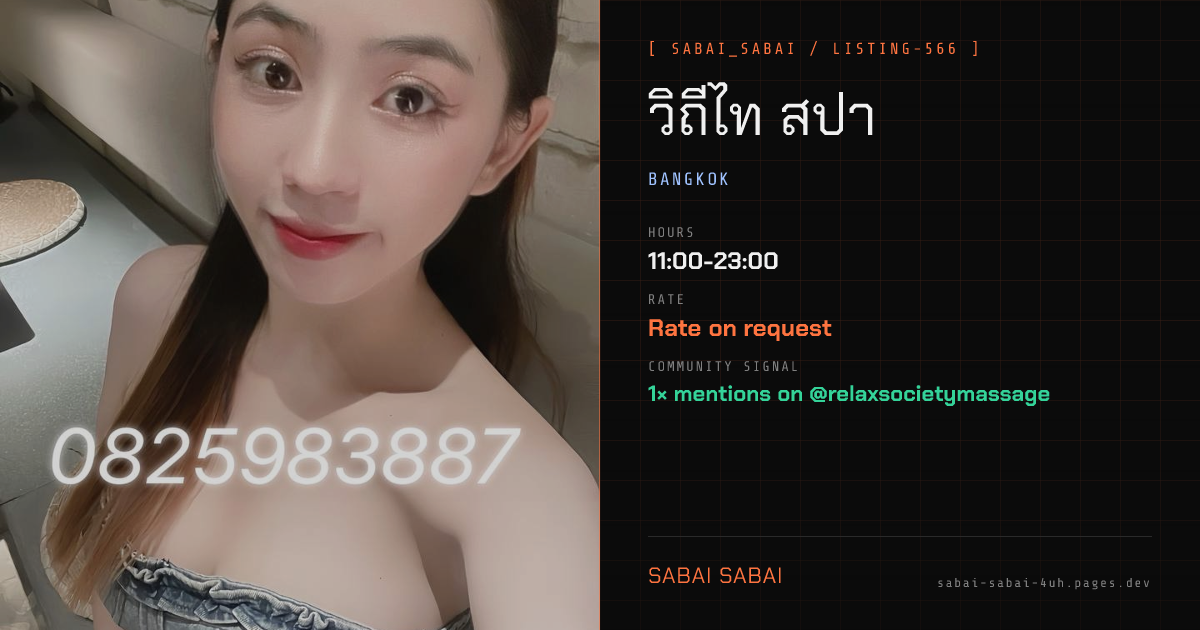 0825983887
[ SABAI_SABAI / LISTING-566 ]
วิถีไท สปา
BANGKOK
HOURS
11:00-23:00
RATE
Rate on request
COMMUNITY SIGNAL
1× mentions on @relaxsocietymassage
SABAI SABAI
sabai-sabai-4uh.pages.dev